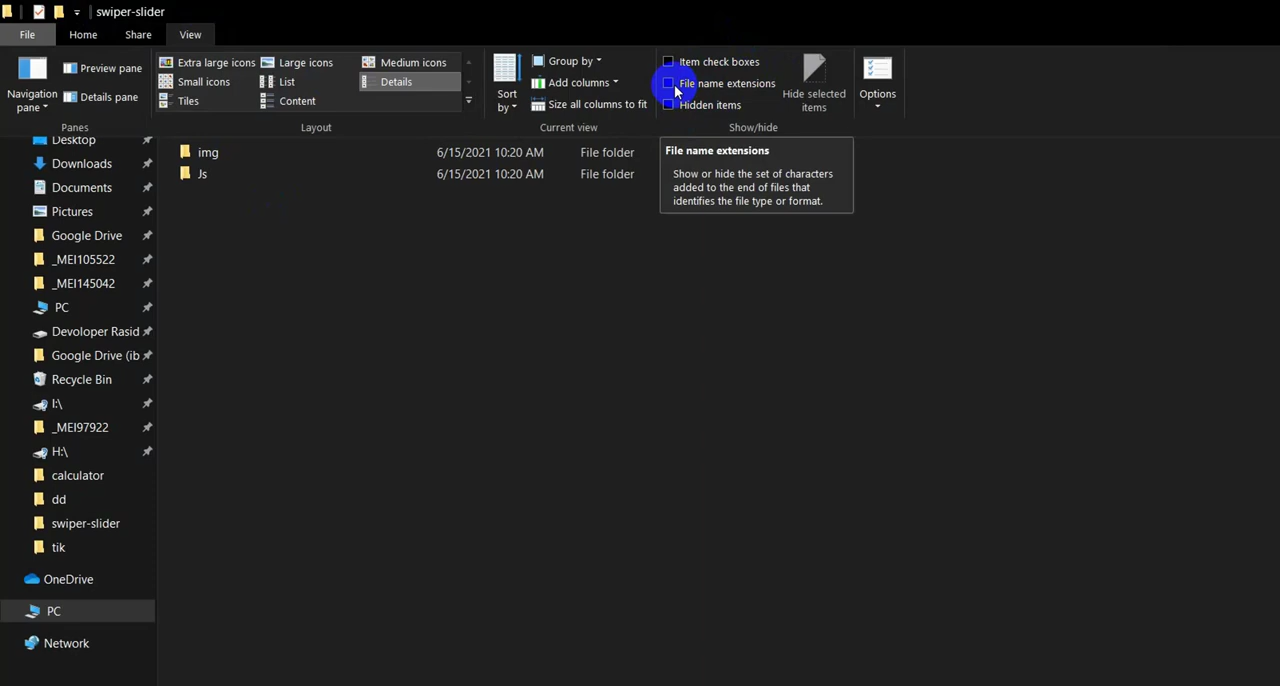 swiper-slider
File Home Share View
Extra large icons Large icons Medium icons
Small icons List Details
Tiles Content
Preview pane
Details pane
Navigation pane
Panes
Layout
Sort by
Group by
Add columns
Size all columns to fit
Current view
Item check boxes
File name extensions
Hidden items
Hide selected items
Show/hide
Options
File name extensions
Show or hide the set of characters
added to the end of files that
identifies the file type or format.
img 6/15/2021 10:20 AM File folder
Js 6/15/2021 10:20 AM File folder
Desktop
Downloads
Documents
Pictures
Google Drive
_MEI105522
_MEI145042
PC
Devoloper Rasid
Google Drive (ib
Recycle Bin
I:\
_MEI97922
H:\
calculator
dd
swiper-slider
tik
OneDrive
PC
Network